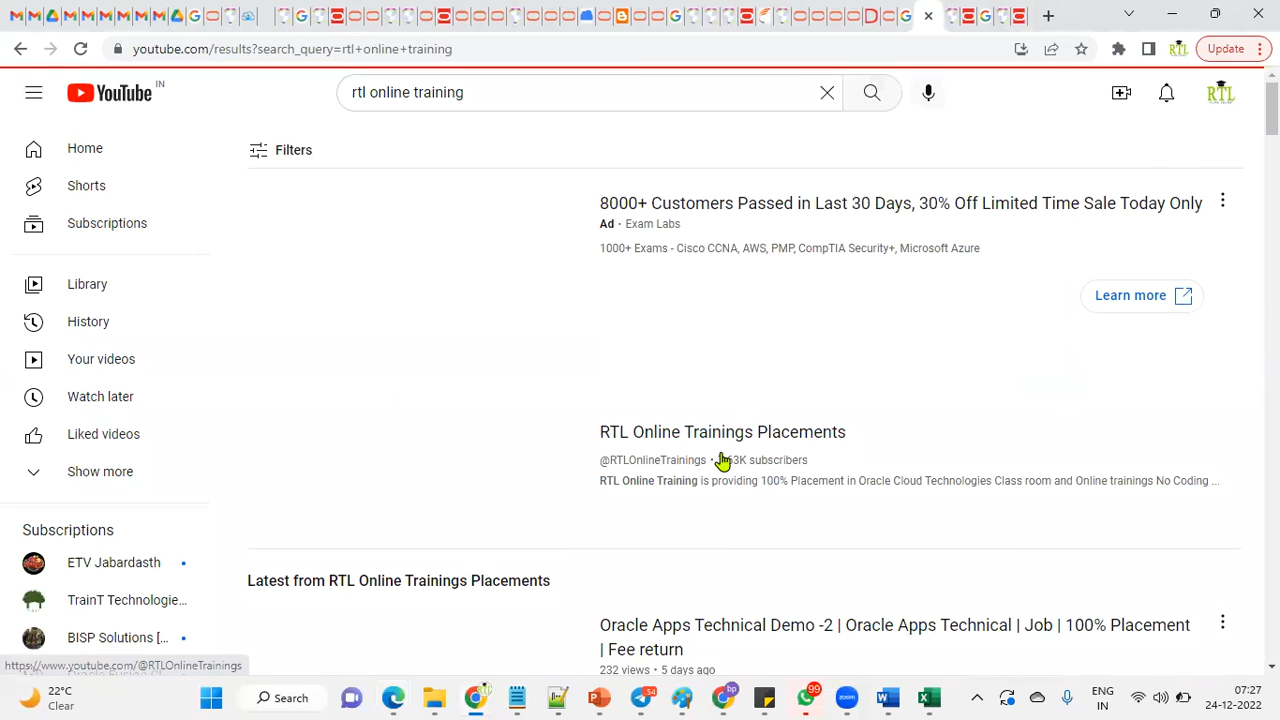 youtube.com/results?search_query=rtl+online+training
Update
YouTube IN
rtl online training
RTL
Home
Shorts
Subscriptions
Library
History
Your videos
Watch later
Liked videos
Show more
Subscriptions
ETV Jabardasth
TrainT Technologie...
BISP Solutions [...
https://www.youtube.com/@RTLOnlineTrainings
Filters
8000+ Customers Passed in Last 30 Days, 30% Off Limited Time Sale Today Only
Ad · Exam Labs
1000+ Exams - Cisco CCNA, AWS, PMP, CompTIA Security+, Microsoft Azure
Learn more
RTL Online Trainings Placements
@RTLOnlineTrainings • 63K subscribers
RTL Online Training is providing 100% Placement in Oracle Cloud Technologies Class room and Online trainings No Coding ...
Latest from RTL Online Trainings Placements
Oracle Apps Technical Demo -2 | Oracle Apps Technical | Job | 100% Placement
| Fee return
232 views • 5 days ago
22°C
Clear
Search
54
bp
99
zoom
ENG
IN
07:27
24-12-2022